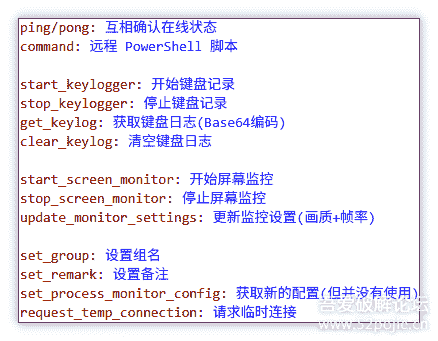 ping/pong: 互相确认在线状态
command: 远程 PowerShell 脚本
start_keylogger: 开始键盘记录
stop_keylogger: 停止键盘记录
get_keylog: 获取键盘日志(Base64编码)
clear_keylog: 清空键盘日志
start_screen_monitor: 开始屏幕监控
stop_screen_monitor: 停止屏幕监控
update_monitor_settings: 更新监控设置(画质+帧率)
set_group: 设置组名
set_remark: 设置备注
set_process_monitor_config: 获取新的配置(但并没有使用)
request_temp_connection: 请求临时连接
吾爱破解论坛
www.52pojie.cn